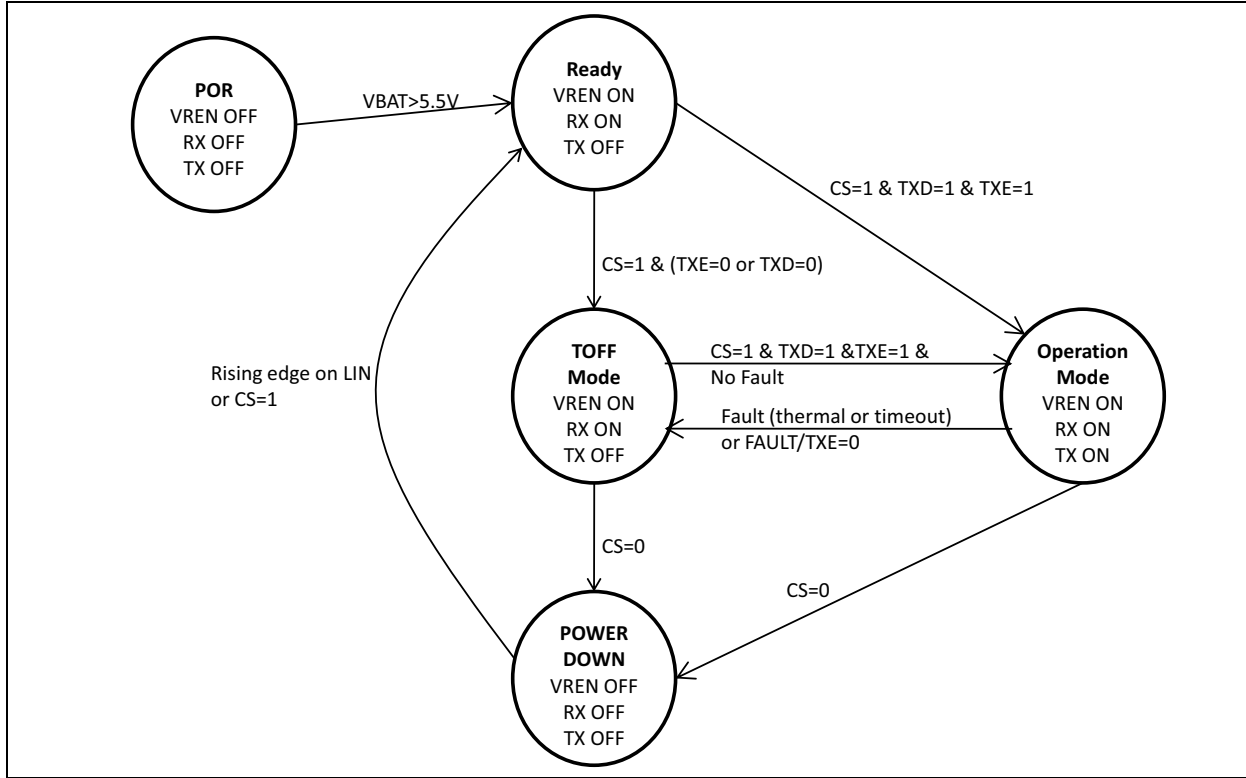 POR
VREN OFF
RX OFF
TX OFF
VBAT>5.5V
Ready
VREN ON
RX ON
TX OFF
CS=1 & TXD=1 & TXE=1
CS=1 & (TXE=0 or TXD=0)
Rising edge on LIN
or CS=1
TOFF
Mode
VREN ON
RX ON
TX OFF
CS=1 & TXD=1 &TXE=1 &
No Fault
Fault (thermal or timeout)
or FAULT/TXE=0
Operation
Mode
VREN ON
RX ON
TX ON
CS=0
CS=0
POWER
DOWN
VREN OFF
RX OFF
TX OFF